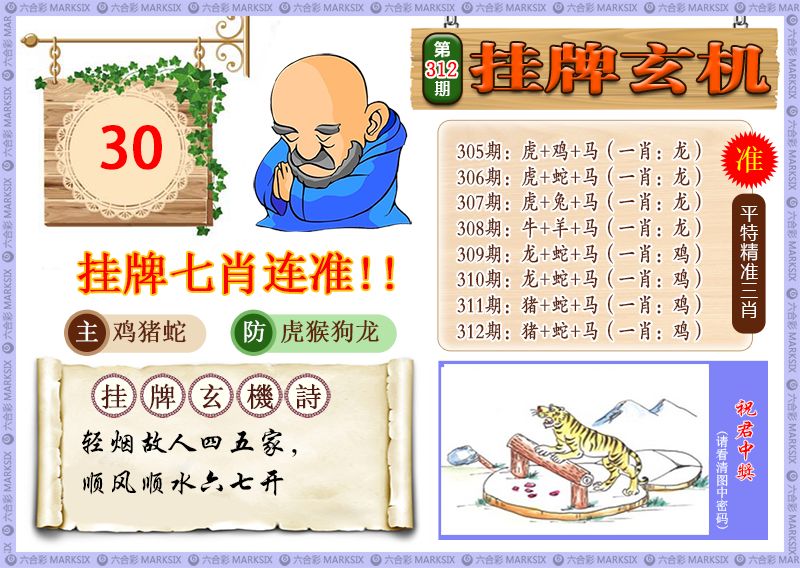 六合彩 MARKSIX
30
第312期
挂牌玄机
305期：虎+鸡+马（一肖：龙）
306期：虎+蛇+马（一肖：龙）
307期：虎+兔+马（一肖：龙）
308期：牛+羊+马（一肖：龙）
309期：龙+蛇+马（一肖：鸡）
310期：龙+蛇+马（一肖：鸡）
311期：猪+蛇+马（一肖：鸡）
312期：猪+蛇+马（一肖：鸡）
准
平特精准三肖
挂牌七肖连准!!
主 鸡猪蛇
防 虎猴狗龙
挂牌玄機詩
轻烟故人四五家，
顺风顺水六七开
祝君中奖
（请看清图中密码）